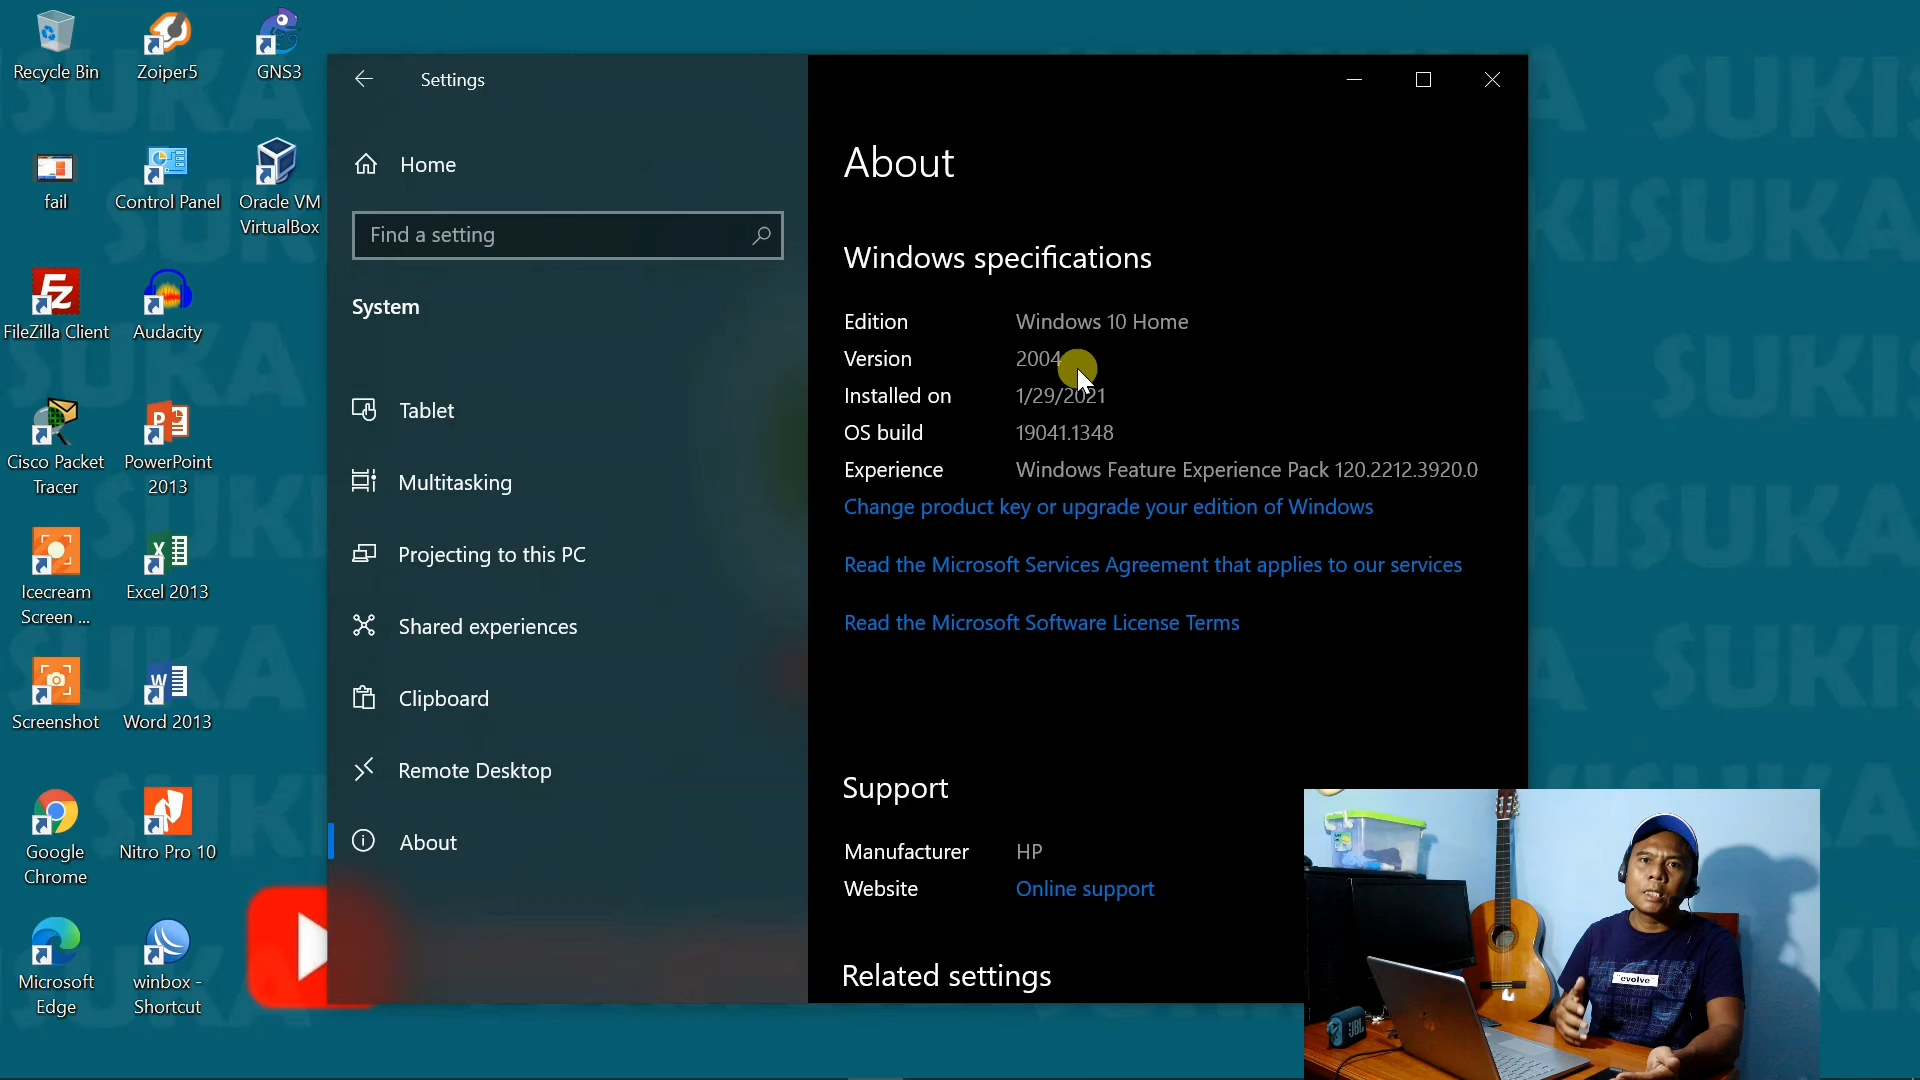 Recycle Bin
Zoiper5
GNS3
fail
Control Panel
Oracle VM
VirtualBox
FileZilla Client
Audacity
Cisco Packet
Tracer
PowerPoint
2013
Icecream
Screen ...
Excel 2013
Screenshot
Word 2013
Google
Chrome
Nitro Pro 10
Microsoft
Edge
winbox -
Shortcut
Settings
Home
Find a setting
System
Tablet
Multitasking
Projecting to this PC
Shared experiences
Clipboard
Remote Desktop
About
About
Windows specifications
Edition Windows 10 Home
Version 2004
Installed on 1/29/2021
OS build 19041.1348
Experience Windows Feature Experience Pack 120.2212.3920.0
Change product key or upgrade your edition of Windows
Read the Microsoft Services Agreement that applies to our services
Read the Microsoft Software License Terms
Support
Manufacturer HP
Website Online support
Related settings
evolve
JBL